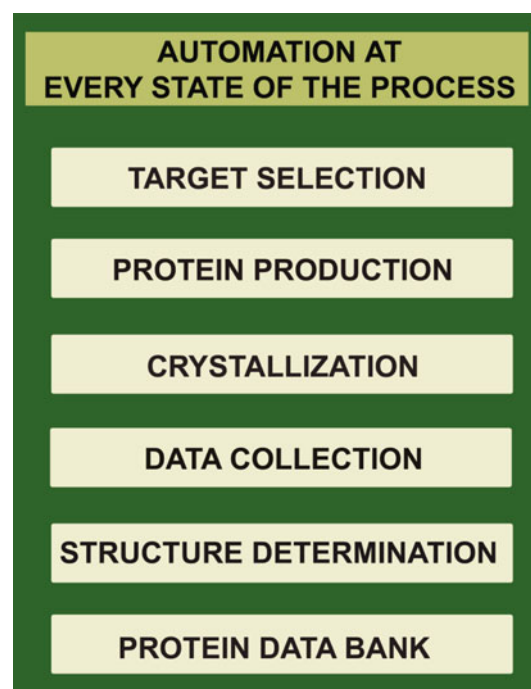 AUTOMATION AT
EVERY STATE OF THE PROCESS
TARGET SELECTION
PROTEIN PRODUCTION
CRYSTALLIZATION
DATA COLLECTION
STRUCTURE DETERMINATION
PROTEIN DATA BANK